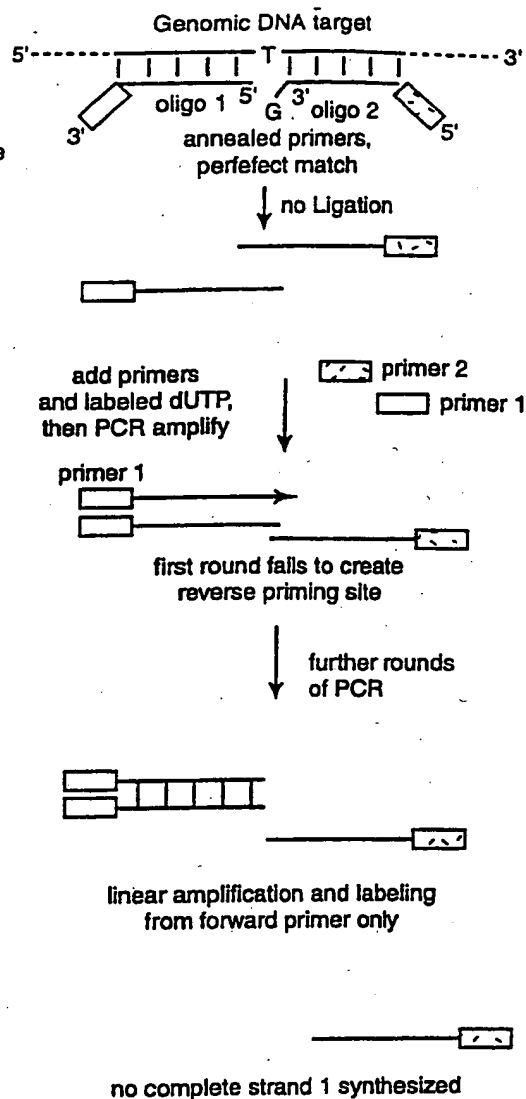 Genomic DNA target
5' T 3'
oligo 1 5' 3' oligo 2
3' G 5'
e
annealed primers,
perfefect match
no Ligation
add primers
and labeled dUTP,
then PCR amplify
primer 2
primer 1
primer 1
first round fails to create
reverse priming site
further rounds
of PCR
linear amplification and labeling
from forward primer only
no complete strand 1 synthesized